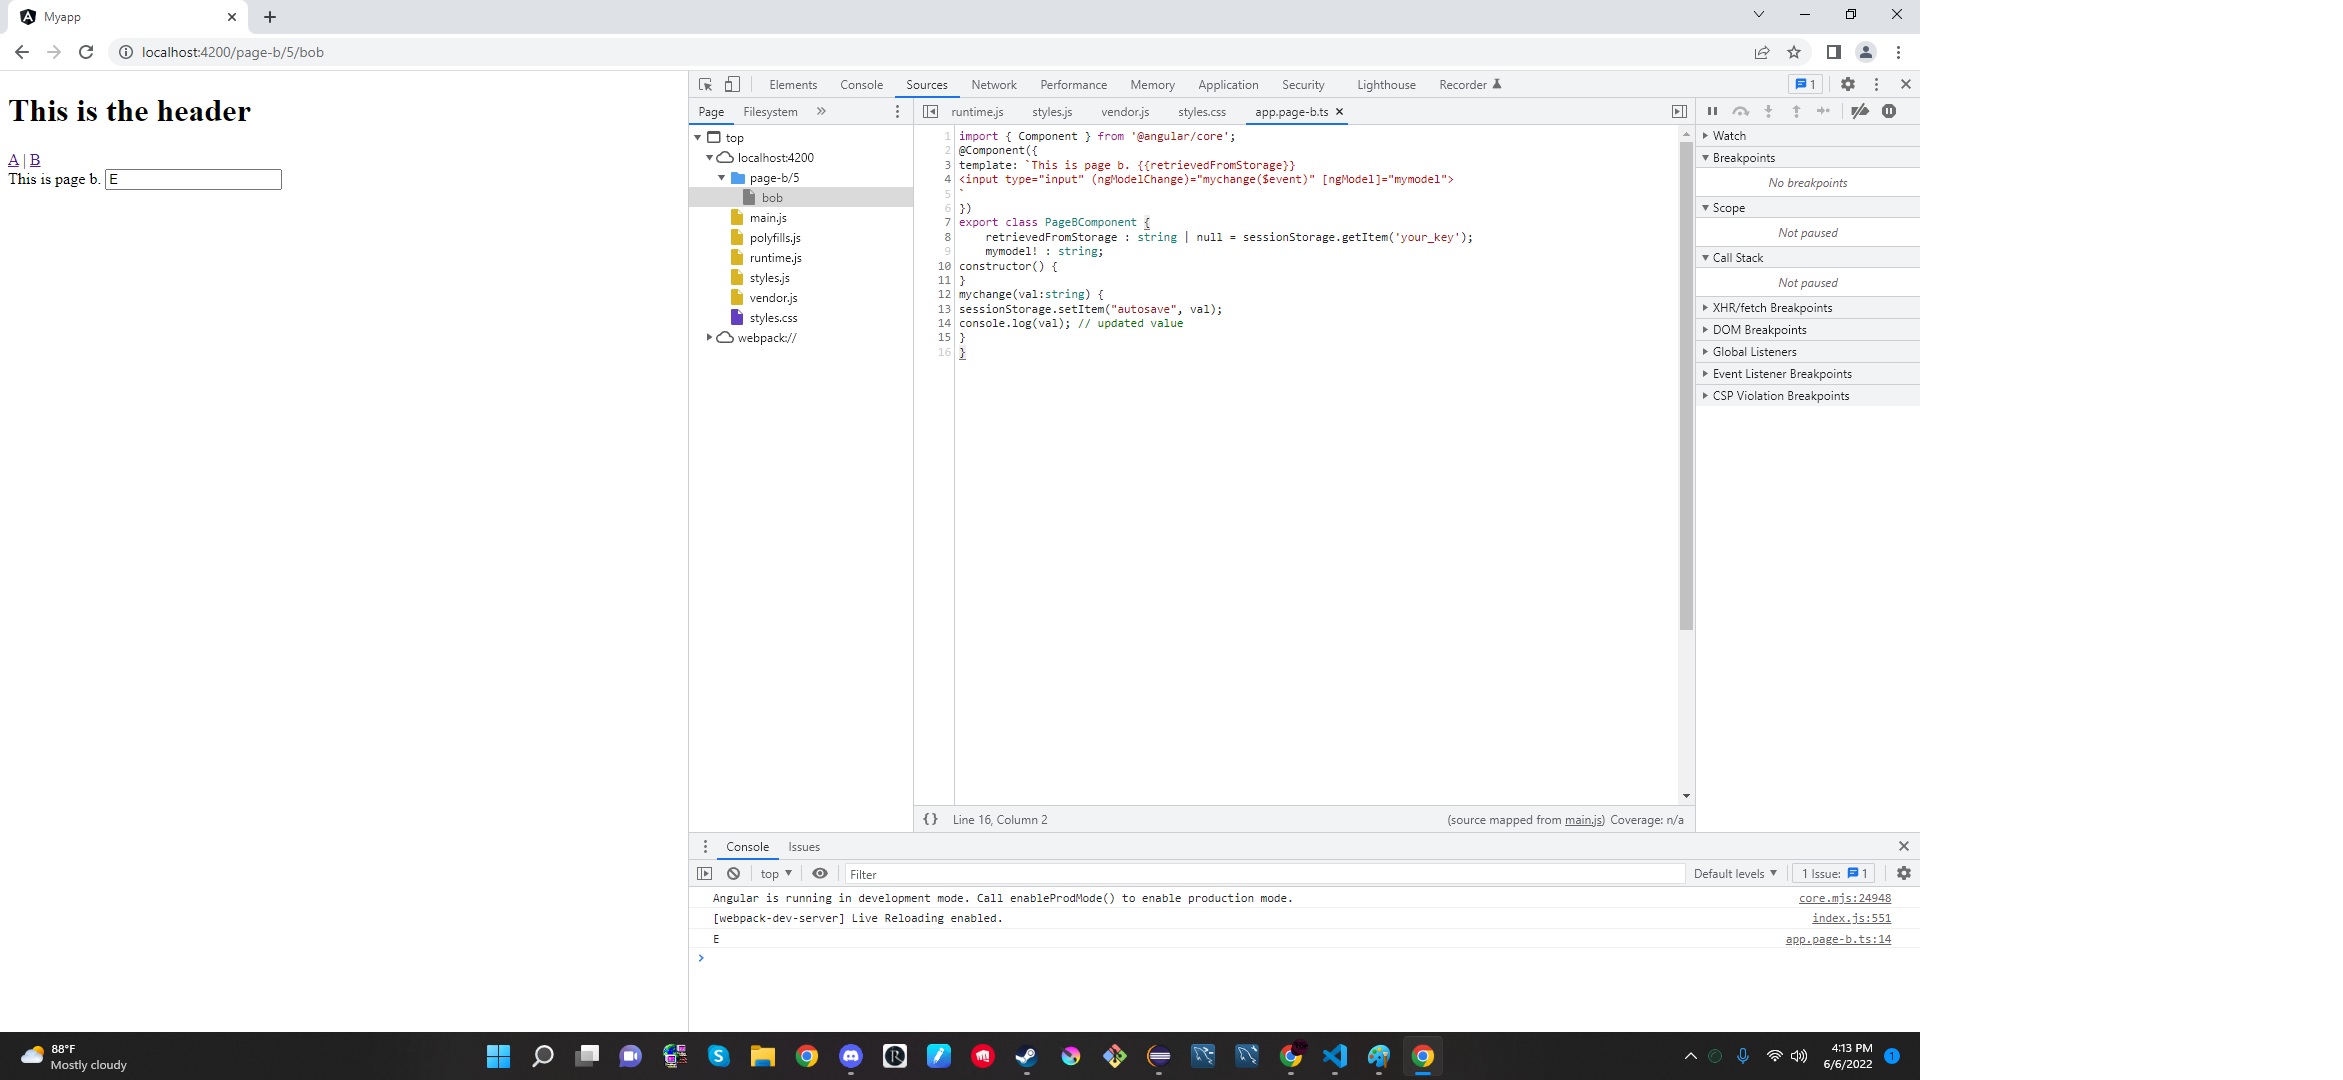 Myapp
localhost:4200/page-b/5/bob
This is the header
A | B
This is page b. E
Elements Console Sources Network Performance Memory Application Security Lighthouse Recorder 1
Page Filesystem »
top
localhost:4200
page-b/5
bob
main.js
polyfills.js
runtime.js
styles.js
vendor.js
styles.css
webpack://
runtime.js styles.js vendor.js styles.css app.page-b.ts ×
1 import { Component } from '@angular/core';
2 @Component({
3 template: `This is page b. {{retrievedFromStorage}}
4 <input type="input" (ngModelChange)="mychange($event)" [ngModel]="mymodel">
5 `
6 })
7 export class PageBComponent {
8 retrievedFromStorage : string | null = sessionStorage.getItem('your_key');
9 mymodel! : string;
10 constructor() {
11 }
12 mychange(val:string) {
13 sessionStorage.setItem("autosave", val);
14 console.log(val); // updated value
15 }
16 }
{} Line 16, Column 2 (source mapped from main.js) Coverage: n/a
Watch
Breakpoints
No breakpoints
Scope
Not paused
Call Stack
Not paused
XHR/fetch Breakpoints
DOM Breakpoints
Global Listeners
Event Listener Breakpoints
CSP Violation Breakpoints
Console Issues
top Filter Default levels 1 Issue: 1
Angular is running in development mode. Call enableProdMode() to enable production mode. core.mjs:24948
[webpack-dev-server] Live Reloading enabled. index.js:551
E app.page-b.ts:14
>
88°F
Mostly cloudy
4:13 PM
6/6/2022
1